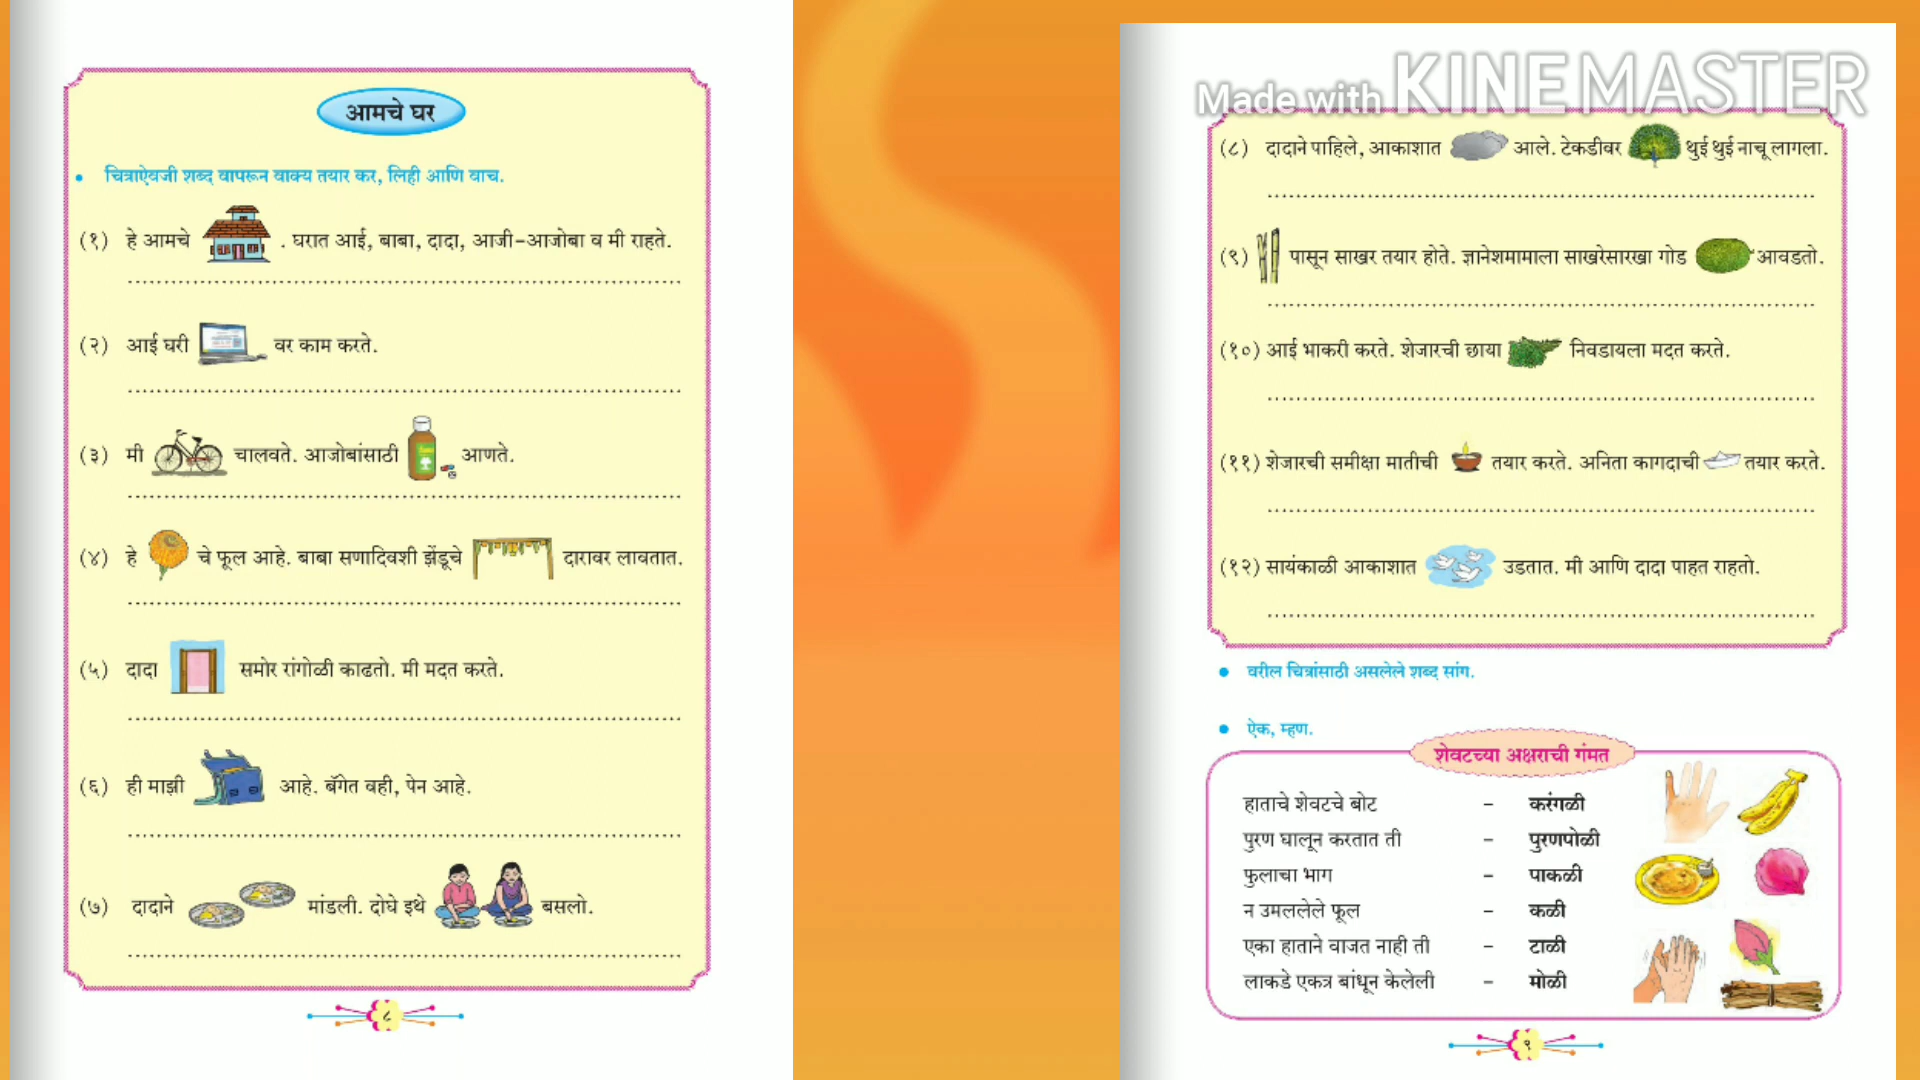 आमचे घर
• चित्राऐवजी शब्द वापरून वाक्य तयार कर, लिही आणि वाच.
(१) हे आमचे . घरात आई, बाबा, दादा, आजी-आजोबा व मी राहते.
(२) आई घरी वर काम करते.
(३) मी चालवते. आजोबांसाठी आणते.
(४) हे चे फूल आहे. बाबा सणादिवशी झेंडूचे दारावर लावतात.
(५) दादा समोर रांगोळी काढतो. मी मदत करते.
(६) ही माझी आहे. बॅगेत वही, पेन आहे.
(७) दादाने मांडली. दोघे इथे बसलो.
८
Made with KINEMASTER
(८) दादाने पाहिले, आकाशात आले. टेकडीवर थुई थुई नाचू लागला.
(९) पासून साखर तयार होते. ज्ञानेशमामाला साखरेसारखा गोड आवडतो.
(१०) आई भाकरी करते. शेजारची छाया निवडायला मदत करते.
(११) शेजारची समीक्षा मातीची तयार करते. अनिता कागदाची तयार करते.
(१२) सायंकाळी आकाशात उडतात. मी आणि दादा पाहत राहतो.
• वरील चित्रांसाठी असलेले शब्द सांग.
• ऐक, म्हण.
शेवटच्या अक्षराची गंमत
हाताचे शेवटचे बोट - करंगळी
पुरण घालून करतात ती - पुरणपोळी
फुलाचा भाग - पाकळी
न उमललेले फूल - कळी
एका हाताने वाजत नाही ती - टाळी
लाकडे एकत्र बांधून केलेली - मोळी
९